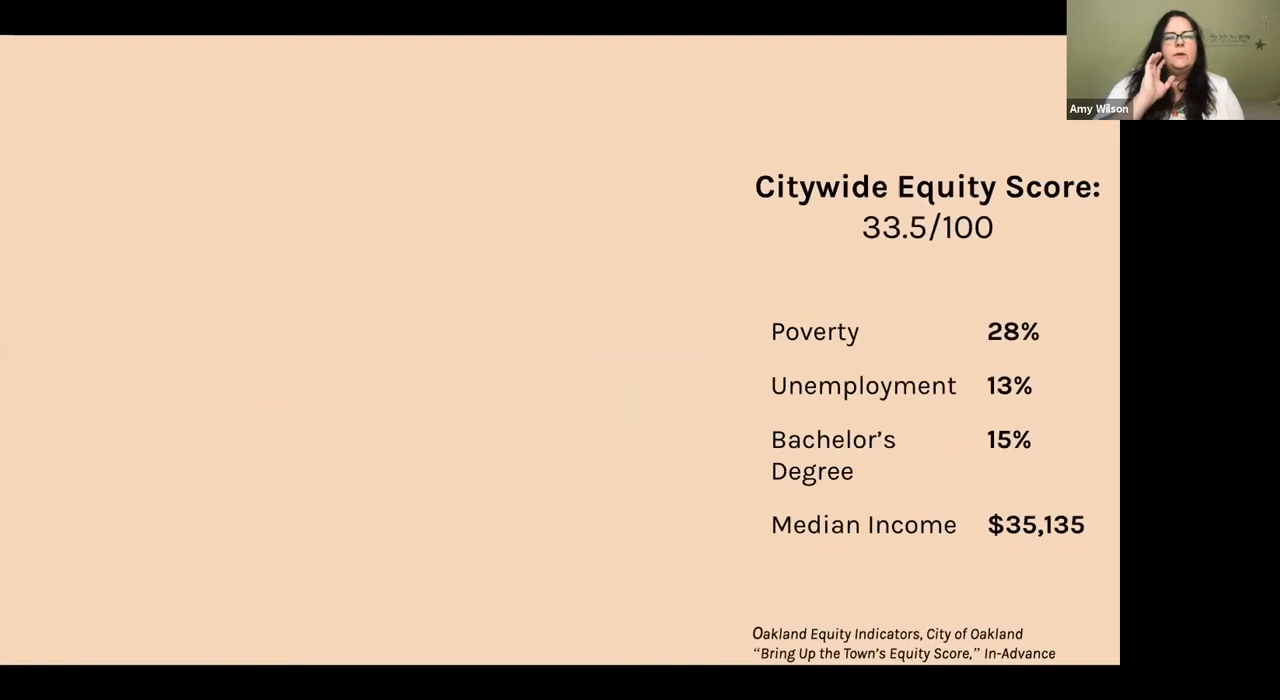 Amy Wilson
Citywide Equity Score:
33.5/100
Poverty 28%
Unemployment 13%
Bachelor's 15%
Degree
Median Income $35,135
Oakland Equity Indicators, City of Oakland
“Bring Up the Town's Equity Score,” In-Advance